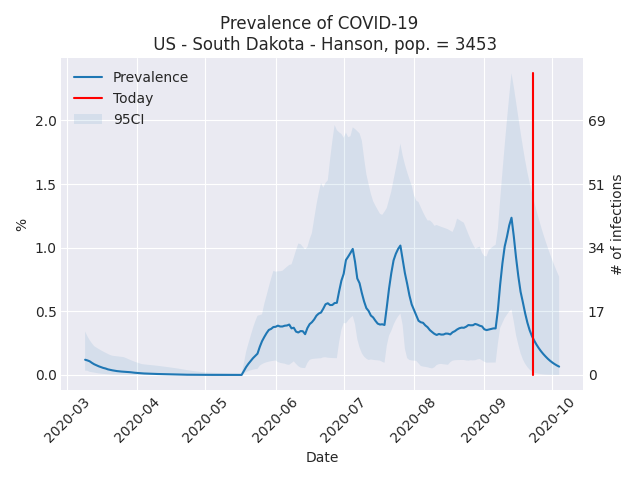 Prevalence of COVID-19
US - South Dakota - Hanson, pop. = 3453
Prevalence
Today
95CI
2.0
1.5
1.0
0.5
0.0
%
69
51
34
17
0
# of infections
2020-03
2020-04
2020-05
2020-06
2020-07
2020-08
2020-09
2020-10
Date